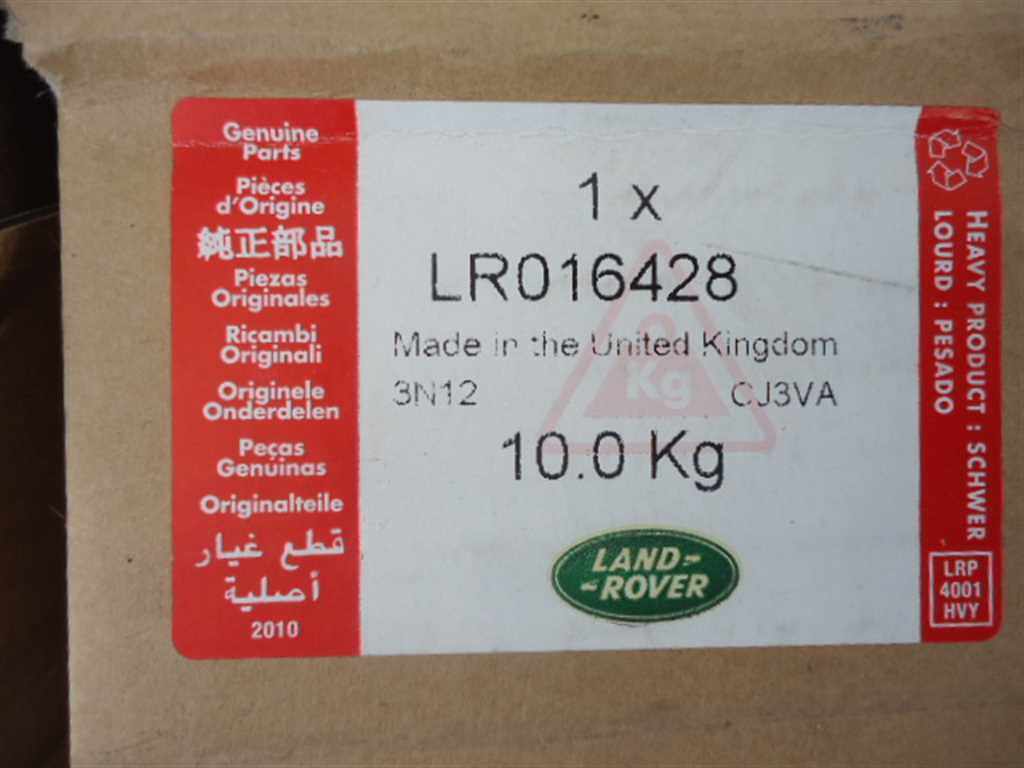 Genuine
Parts
Pièces
d'Origine
純正部品
Piezas
Originales
Ricambi
Originali
Originele
Onderdelen
Peças
Genuinas
Originalteile
قطع غيار
أصلية
2010
1 x
LR016428
Made in the United Kingdom
3N12 CJ3VA
Kg
10.0 Kg
LAND-
-ROVER
HEAVY PRODUCT : SCHWER
LOURD : PESADO
LRP
4001
HVY